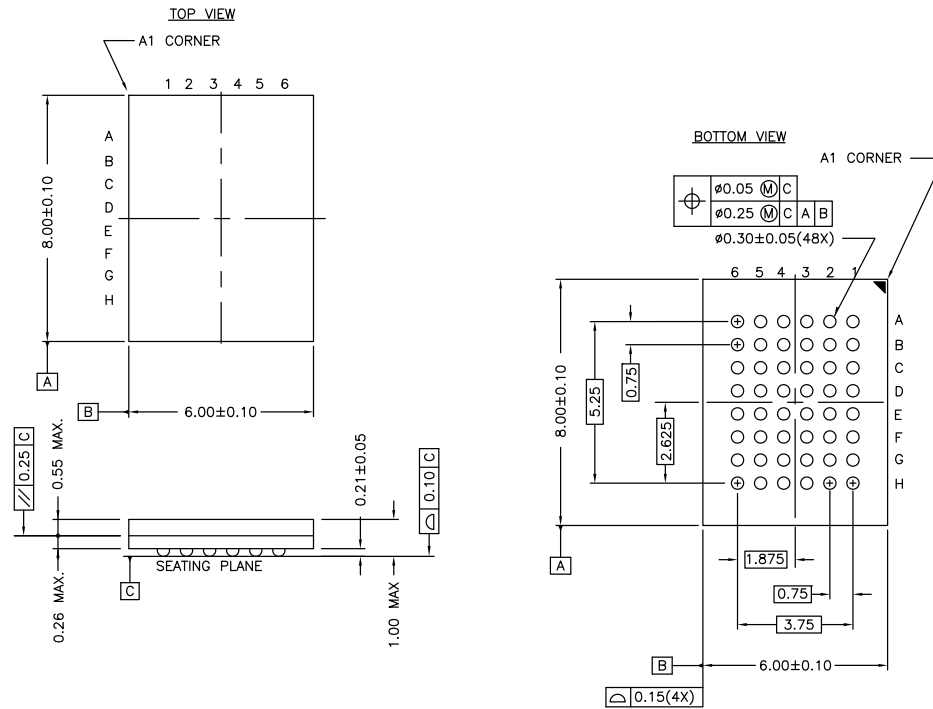 TOP VIEW
A1 CORNER
1 2 3 4 5 6
A
B
C
D
E
F
G
H
8.00±0.10
A
B
6.00±0.10
// 0.25 C
0.55 MAX.
0.26 MAX.
SEATING PLANE
C
0.21±0.05
1.00 MAX
⌓ 0.10 C
BOTTOM VIEW
A1 CORNER
⌖ ø0.05 Ⓜ C
ø0.25 Ⓜ C A B
ø0.30±0.05(48X)
6 5 4 3 2 1
A
B
C
D
E
F
G
H
8.00±0.10
5.25
0.75
2.625
A
1.875
0.75
3.75
B
6.00±0.10
⌓ 0.15(4X)